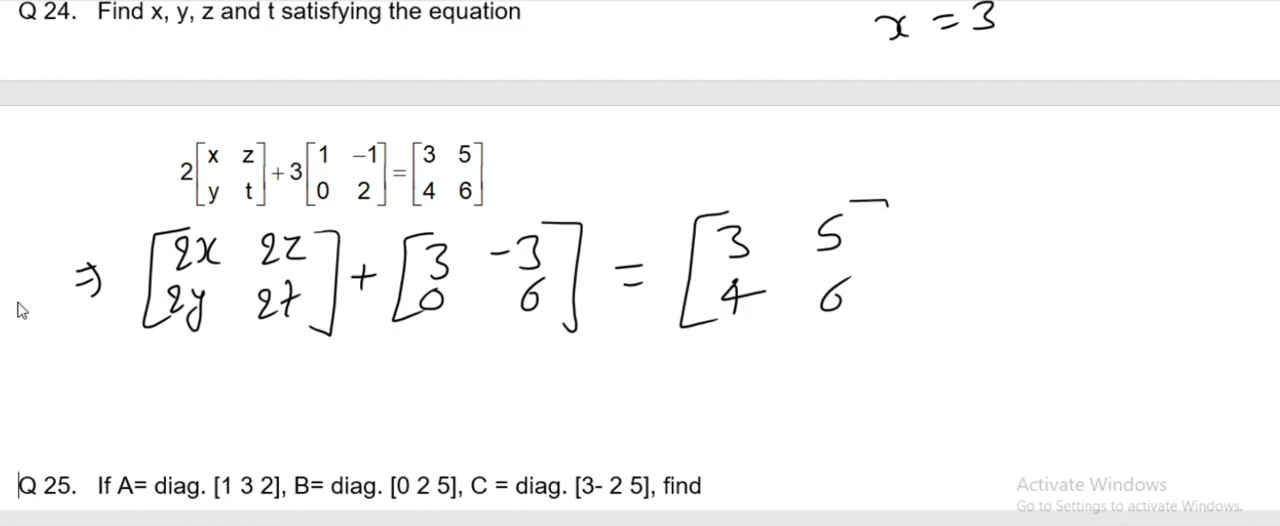 Q 24. Find x, y, z and t satisfying the equation
x = 3
2[x z
y t] + 3[1 −1
0 2] = [3 5
4 6]
⇒ [2x 2z
2y 2t] + [3 -3
0 6] = [3 5
4 6
Q 25. If A= diag. [1 3 2], B= diag. [0 2 5], C = diag. [3- 2 5], find
Activate Windows
Go to Settings to activate Windows.